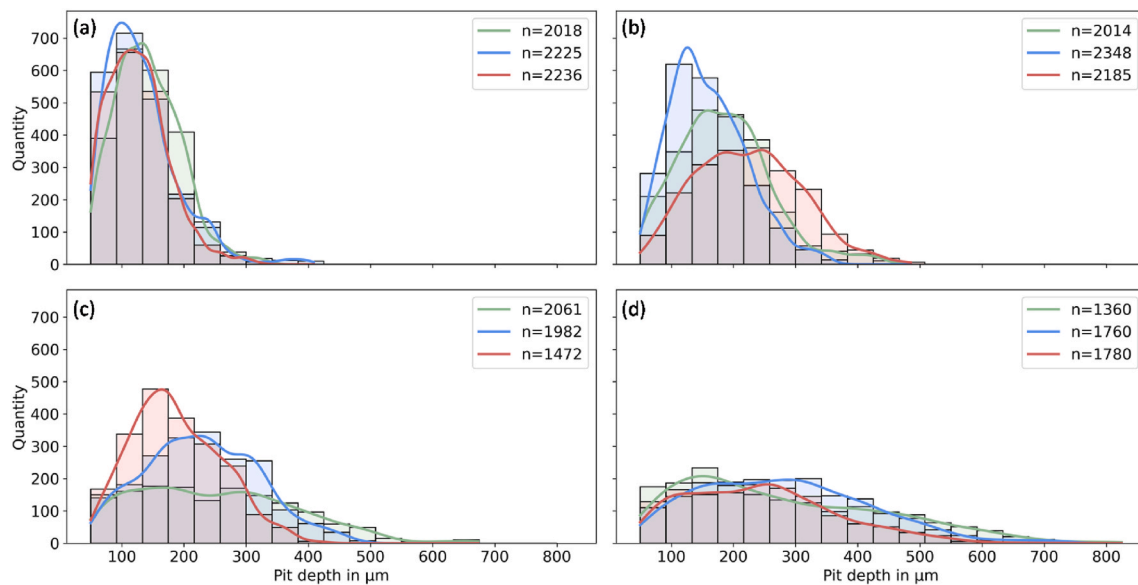 (a)
n=2018
n=2225
n=2236
Quantity
700
600
500
400
300
200
100
0
(b)
n=2014
n=2348
n=2185
(c)
n=2061
n=1982
n=1472
Quantity
700
600
500
400
300
200
100
0
100 200 300 400 500 600 700 800
Pit depth in µm
(d)
n=1360
n=1760
n=1780
100 200 300 400 500 600 700 800
Pit depth in µm